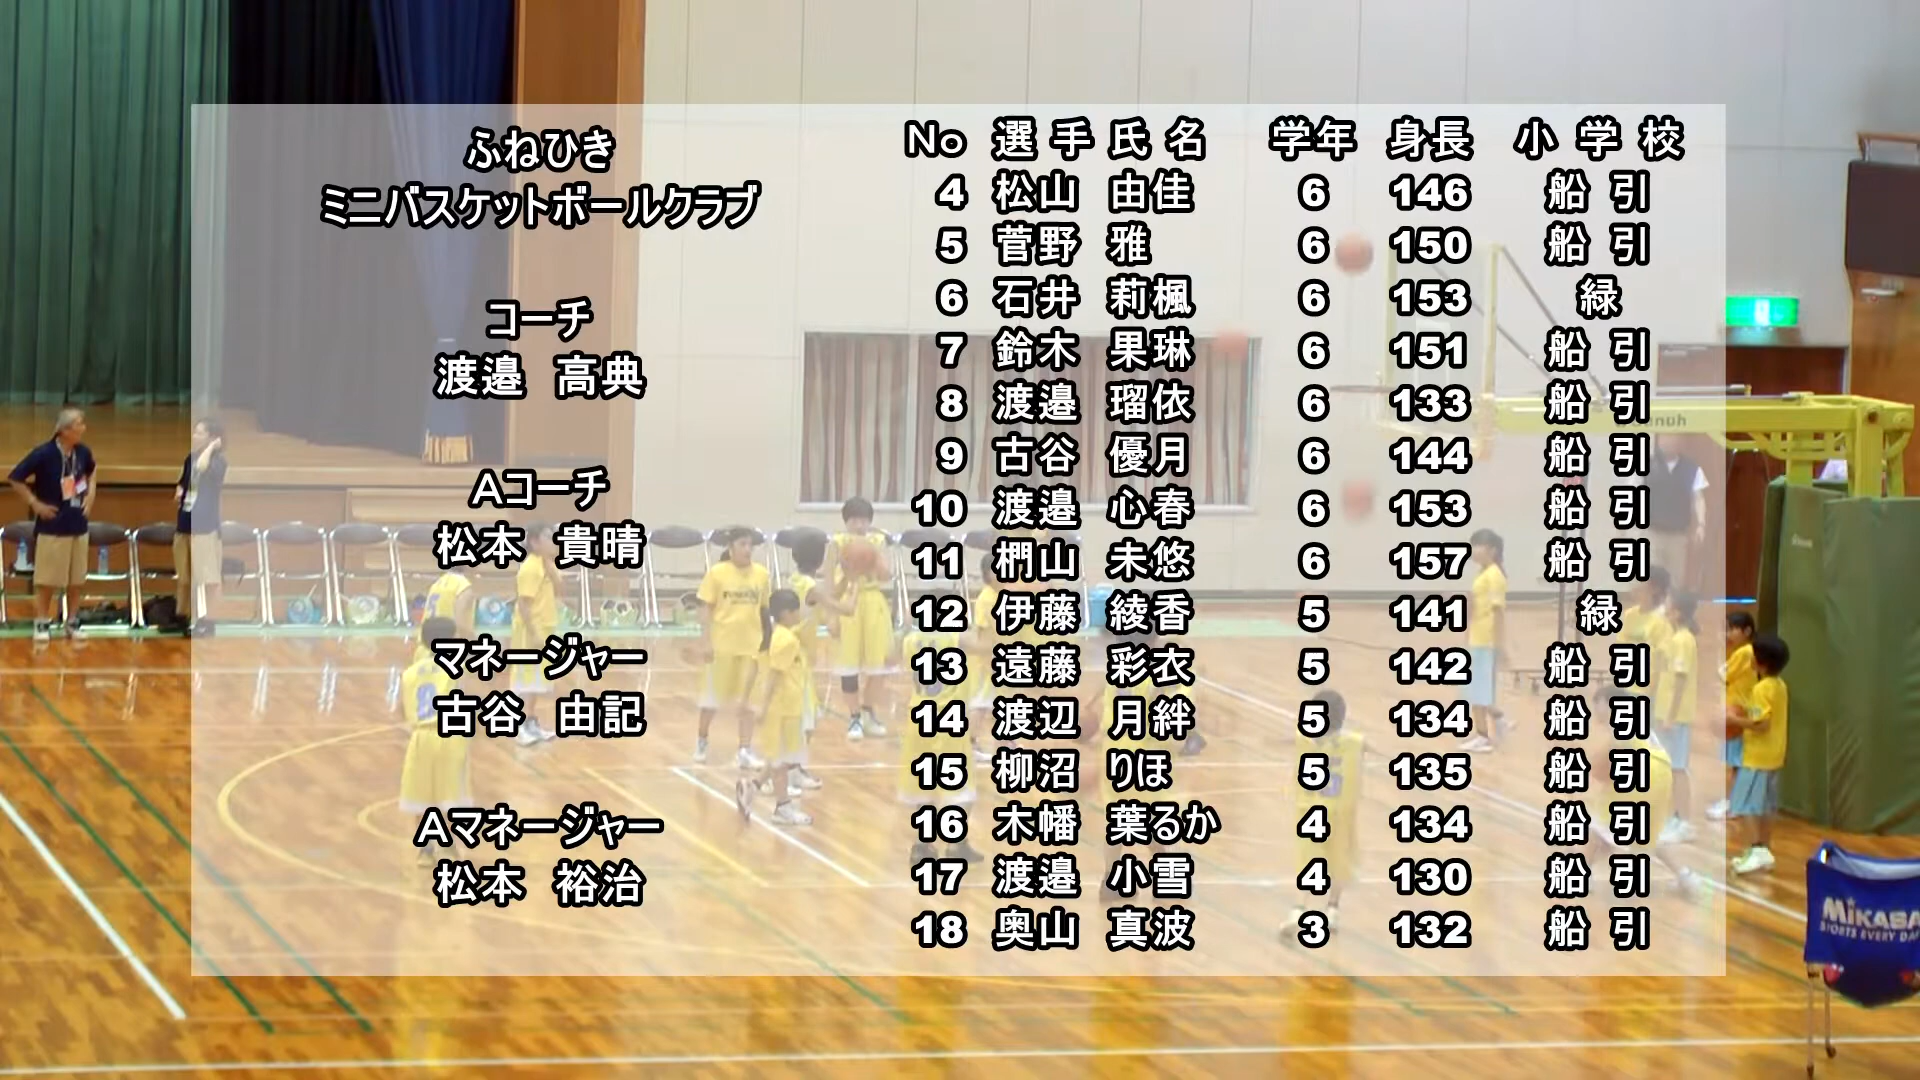 ふねひき
ミニバスケットボールクラブ
コーチ
渡邉 高典
Aコーチ
松本 貴晴
マネージャー
古谷 由記
Aマネージャー
松本 裕治
No 選手氏名 学年 身長 小学校
4 松山 由佳 6 146 船引
5 菅野 雅 6 150 船引
6 石井 莉楓 6 153 緑
7 鈴木 果琳 6 151 船引
8 渡邉 瑠依 6 133 船引
9 古谷 優月 6 144 船引
10 渡邉 心春 6 153 船引
11 椚山 未悠 6 157 船引
12 伊藤 綾香 5 141 緑
13 遠藤 彩衣 5 142 船引
14 渡辺 月絆 5 134 船引
15 柳沼 りほ 5 135 船引
16 木幡 葉るか 4 134 船引
17 渡邉 小雪 4 130 船引
18 奥山 真波 3 132 船引
MIKASA
SPORTS EVERY DAY